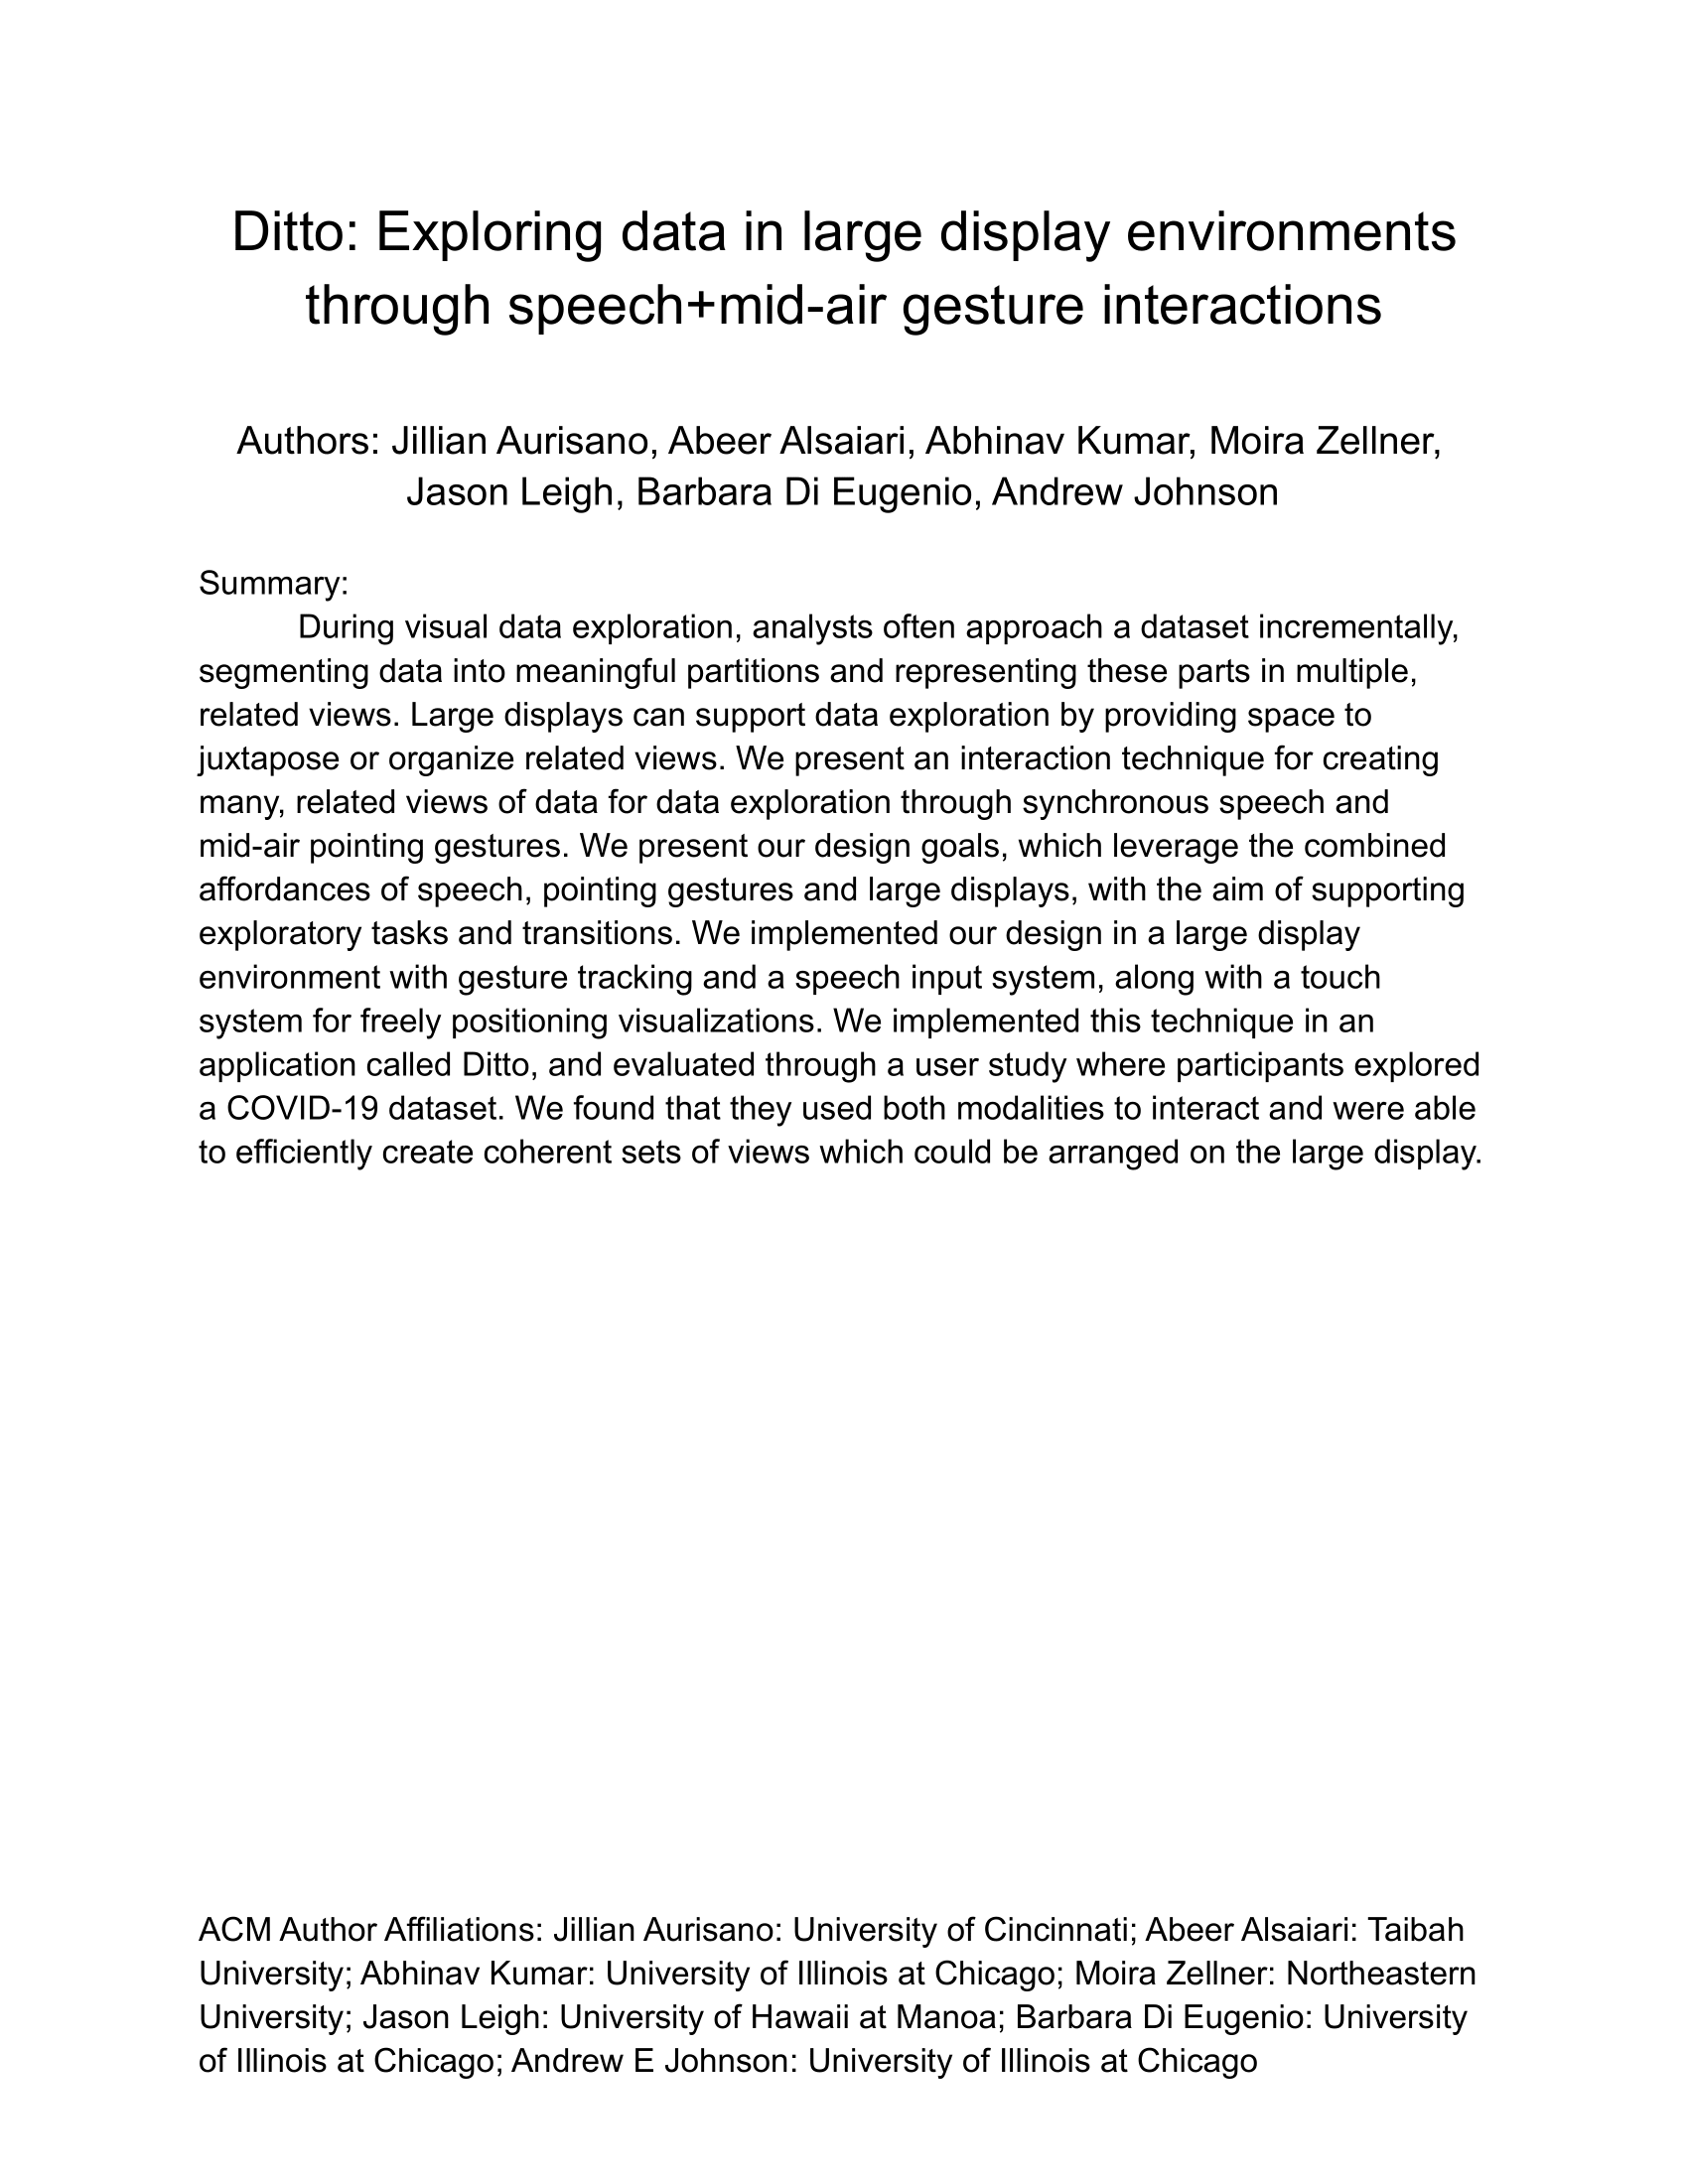 Ditto: Exploring data in large display environments
through speech+mid-air gesture interactions
Authors: Jillian Aurisano, Abeer Alsaiari, Abhinav Kumar, Moira Zellner,
Jason Leigh, Barbara Di Eugenio, Andrew Johnson
Summary:
During visual data exploration, analysts often approach a dataset incrementally,
segmenting data into meaningful partitions and representing these parts in multiple,
related views. Large displays can support data exploration by providing space to
juxtapose or organize related views. We present an interaction technique for creating
many, related views of data for data exploration through synchronous speech and
mid-air pointing gestures. We present our design goals, which leverage the combined
affordances of speech, pointing gestures and large displays, with the aim of supporting
exploratory tasks and transitions. We implemented our design in a large display
environment with gesture tracking and a speech input system, along with a touch
system for freely positioning visualizations. We implemented this technique in an
application called Ditto, and evaluated through a user study where participants explored
a COVID-19 dataset. We found that they used both modalities to interact and were able
to efficiently create coherent sets of views which could be arranged on the large display.
ACM Author Affiliations: Jillian Aurisano: University of Cincinnati; Abeer Alsaiari: Taibah
University; Abhinav Kumar: University of Illinois at Chicago; Moira Zellner: Northeastern
University; Jason Leigh: University of Hawaii at Manoa; Barbara Di Eugenio: University
of Illinois at Chicago; Andrew E Johnson: University of Illinois at Chicago